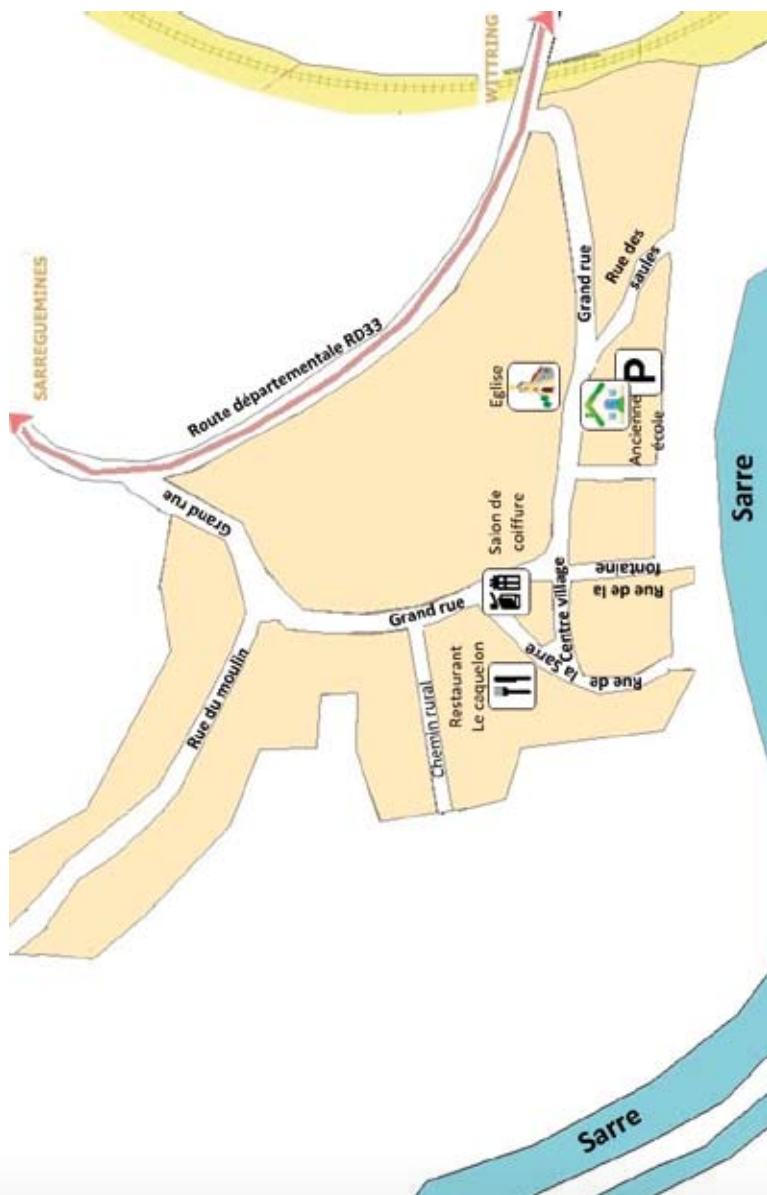 SARREGUEMINES
WITTRING
Route départementale RD33
Grand rue
Rue du moulin
Grand rue
Chemin rural
Restaurant
Le caquelon
Salon de
coiffure
Eglise
Grand rue
Rue des
saules
P
Ancienne
école
Centre village
Rue de
la Sarre
Rue de la
fontaine
Sarre
Sarre